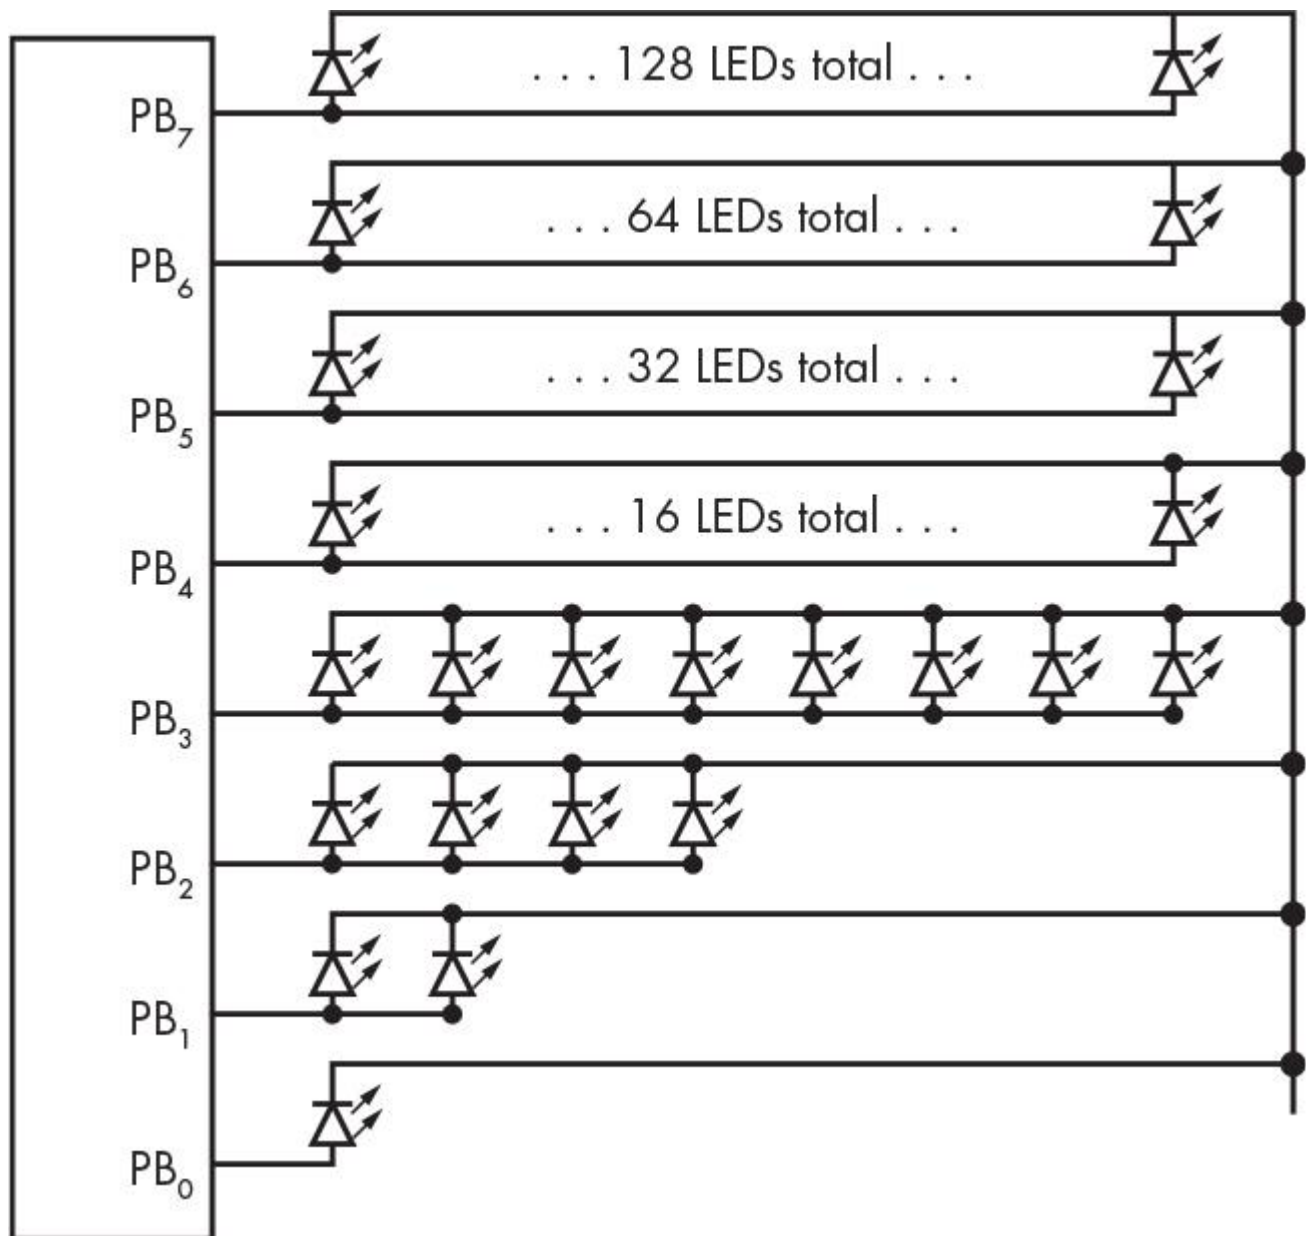 PB7 . . . 128 LEDs total . . .
PB6 . . . 64 LEDs total . . .
PB5 . . . 32 LEDs total . . .
PB4 . . . 16 LEDs total . . .
PB3
PB2
PB1
PB0